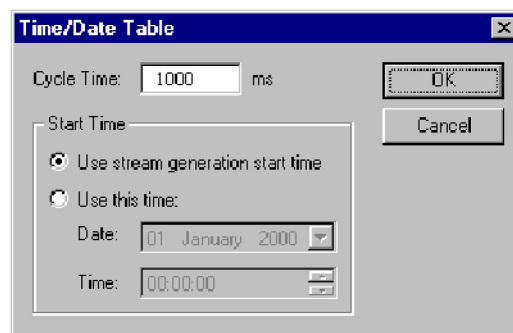 Time/Date Table
Cycle Time: 1000 ms
OK
Cancel
Start Time
Use stream generation start time
Use this time:
Date: 01 January 2000
Time: 00:00:00